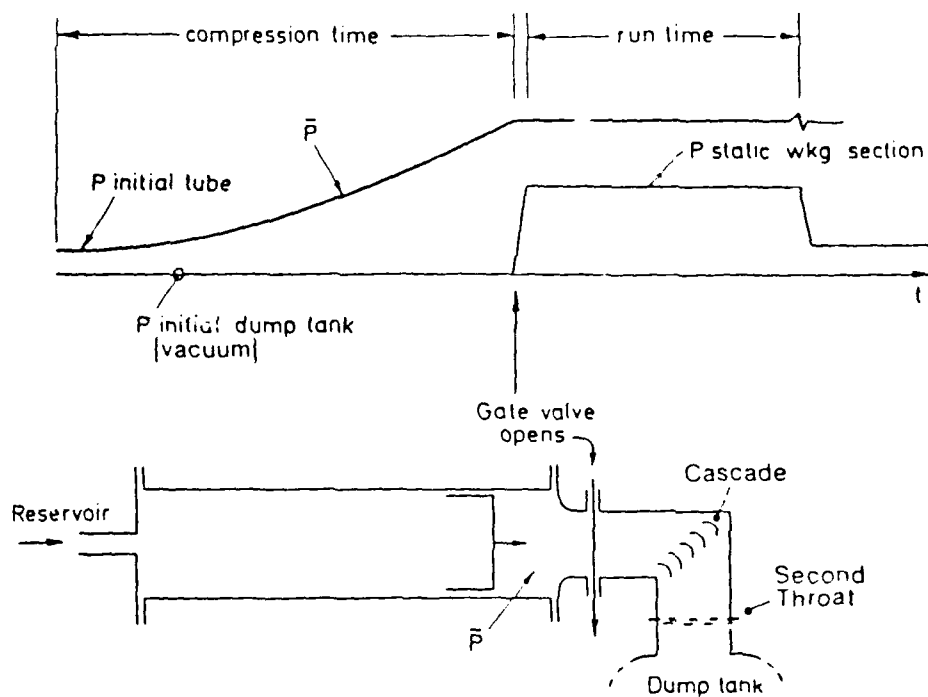 compression time
run time
P̄
P static wkg section
P initial tube
t
P initial dump tank
[vacuum]
Gate valve
opens
Cascade
Reservoir
Second
Throat
P̄
Dump tank